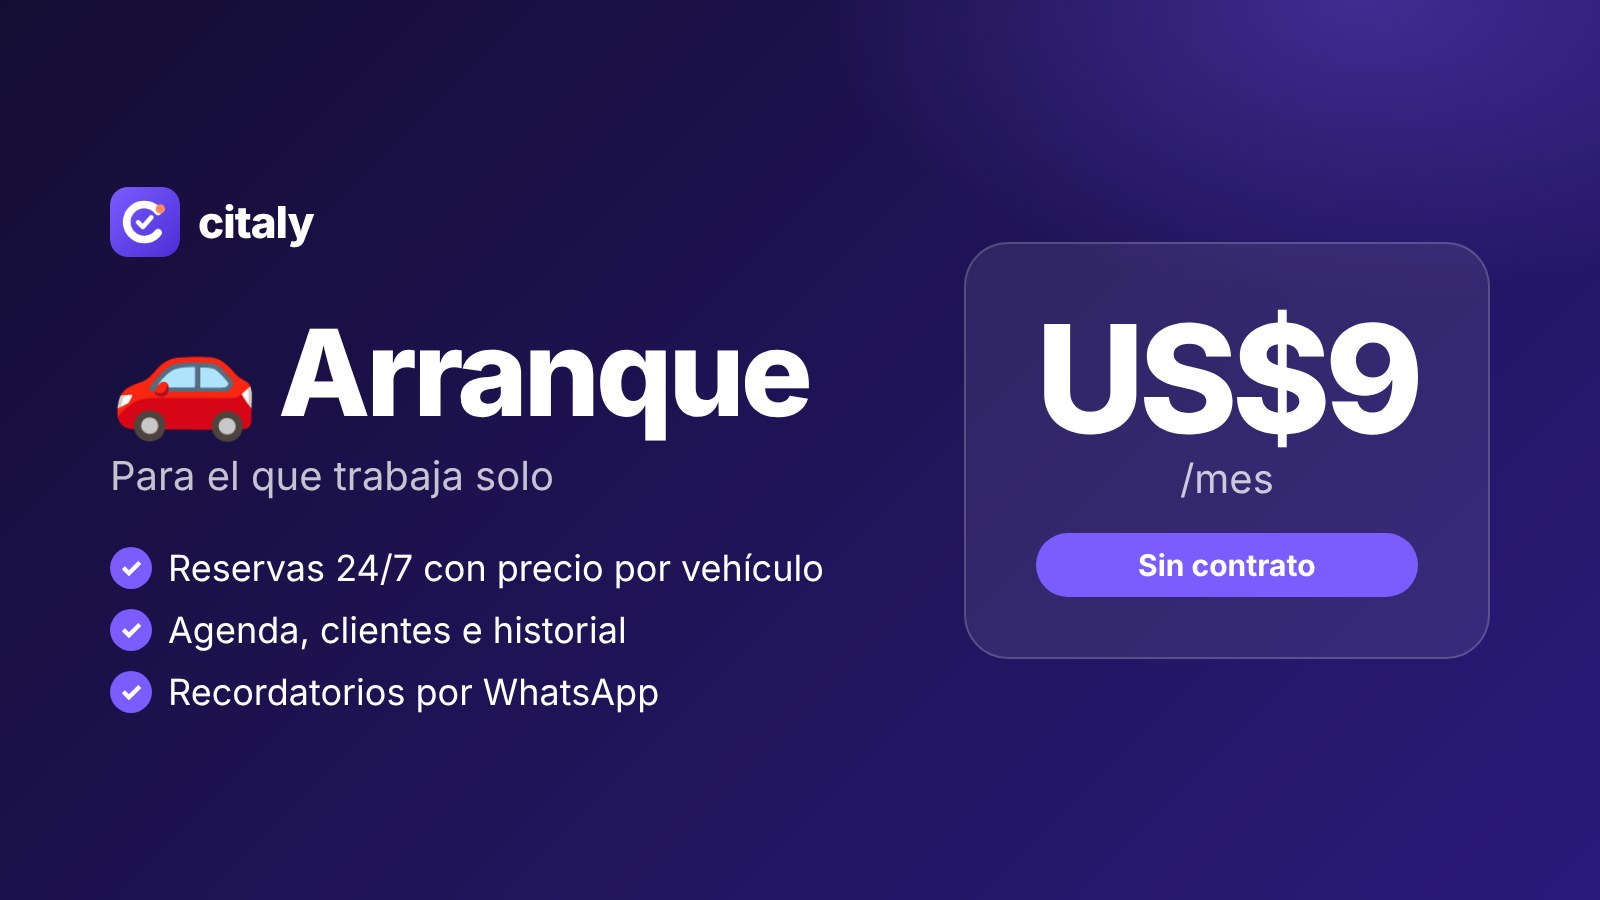 citaly
Arranque
Para el que trabaja solo
Reservas 24/7 con precio por vehículo
Agenda, clientes e historial
Recordatorios por WhatsApp
US$9
/mes
Sin contrato